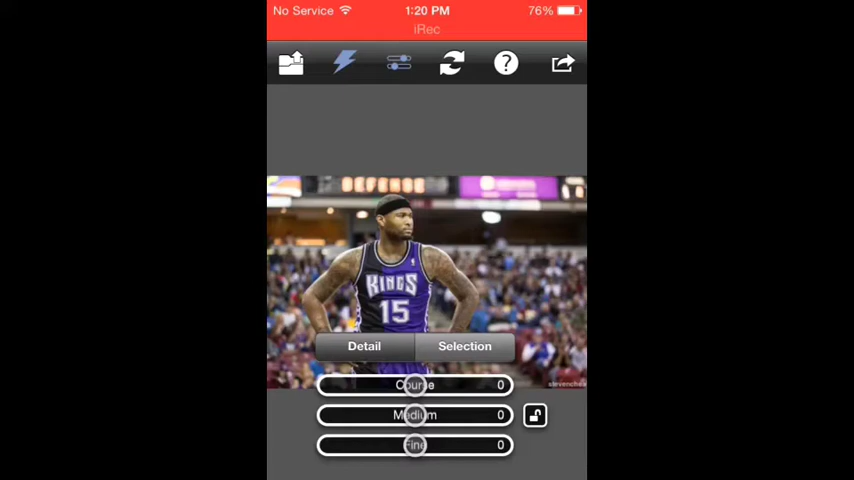 No Service 1:20 PM 76%
iRec
?
DEFENSE
KINGS
15
Detail Selection
Course 0
Medium 0
Fine 0